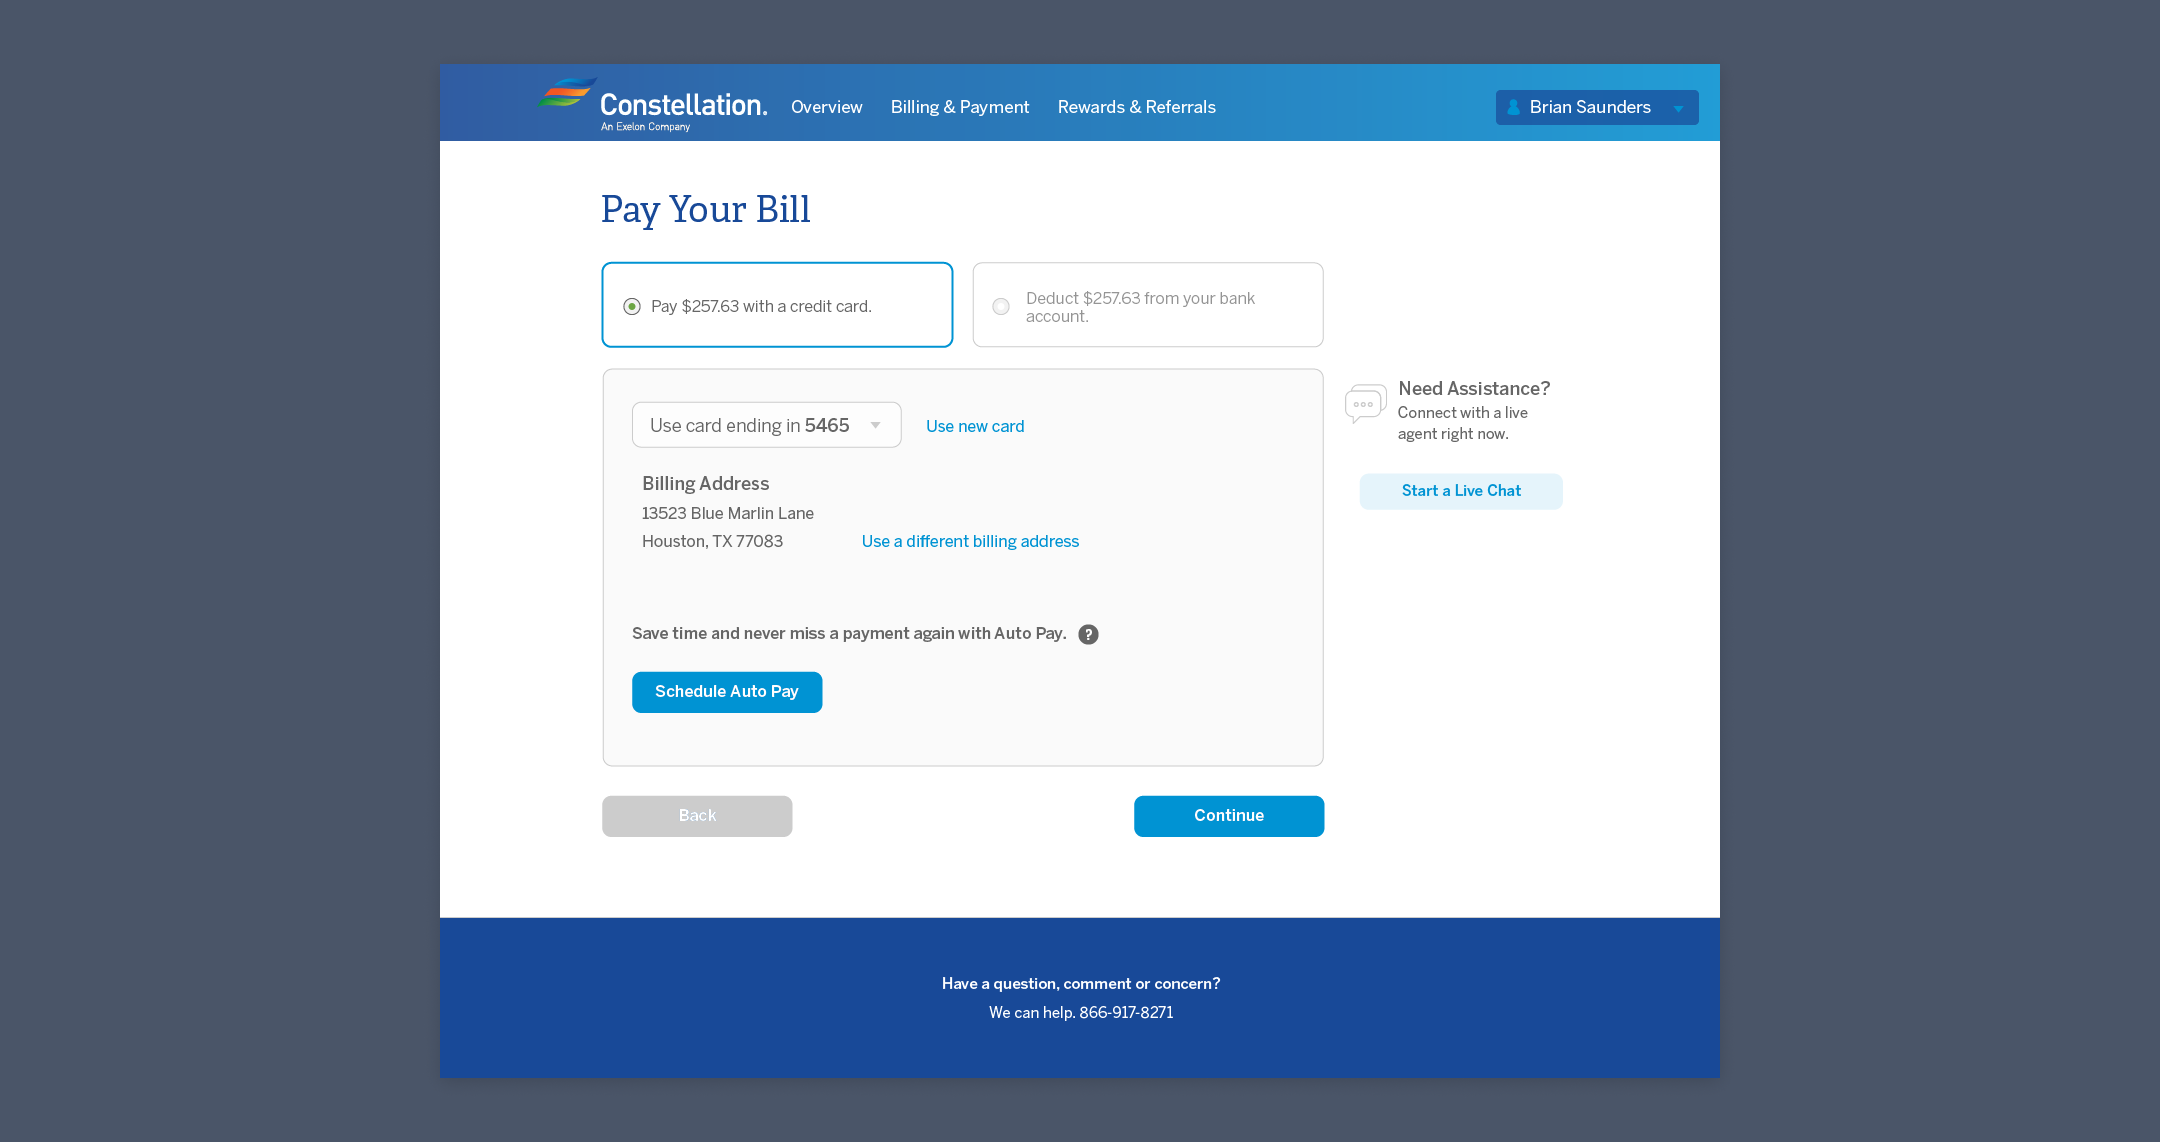 Constellation.
An Exelon Company
Overview
Billing & Payment
Rewards & Referrals
Brian Saunders
Pay Your Bill
Pay $257.63 with a credit card.
Deduct $257.63 from your bank
account.
Use card ending in 5465
Use new card
Billing Address
13523 Blue Marlin Lane
Houston, TX 77083
Use a different billing address
Save time and never miss a payment again with Auto Pay. ?
Schedule Auto Pay
Need Assistance?
Connect with a live
agent right now.
Start a Live Chat
Back
Continue
Have a question, comment or concern?
We can help. 866-917-8271